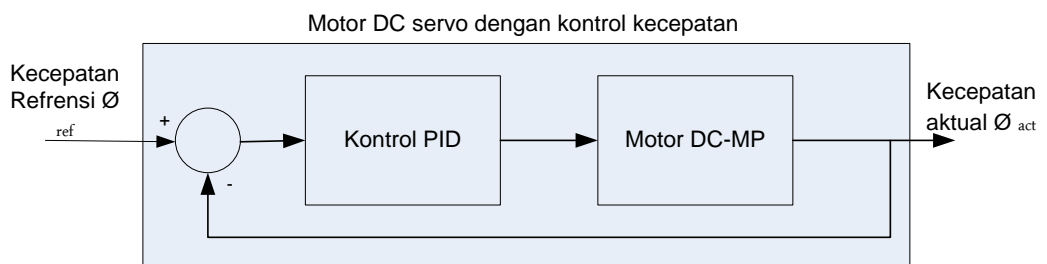 Motor DC servo dengan kontrol kecepatan
Kecepatan
Refrensi Ø
ref
+
-
Kontrol PID
Motor DC-MP
Kecepatan
aktual Ø act